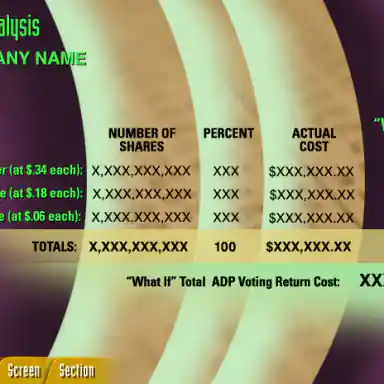 alysis
ANY NAME
NUMBER OF SHARES PERCENT ACTUAL COST
er (at $.34 each): X,XXX,XXX,XXX XXX $XXX,XXX.XX
e (at $.18 each): X,XXX,XXX,XXX XXX $XXX,XXX.XX
e (at $.06 each): X,XXX,XXX,XXX XXX $XXX,XXX.XX
TOTALS: X,XXX,XXX,XXX 100 $XXX,XXX.XX
“What If” Total ADP Voting Return Cost: XX
Screen / Section